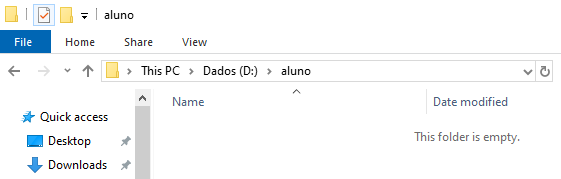 aluno
File Home Share View
This PC Dados (D:) aluno
Name Date modified
Quick access
This folder is empty.
Desktop
Downloads